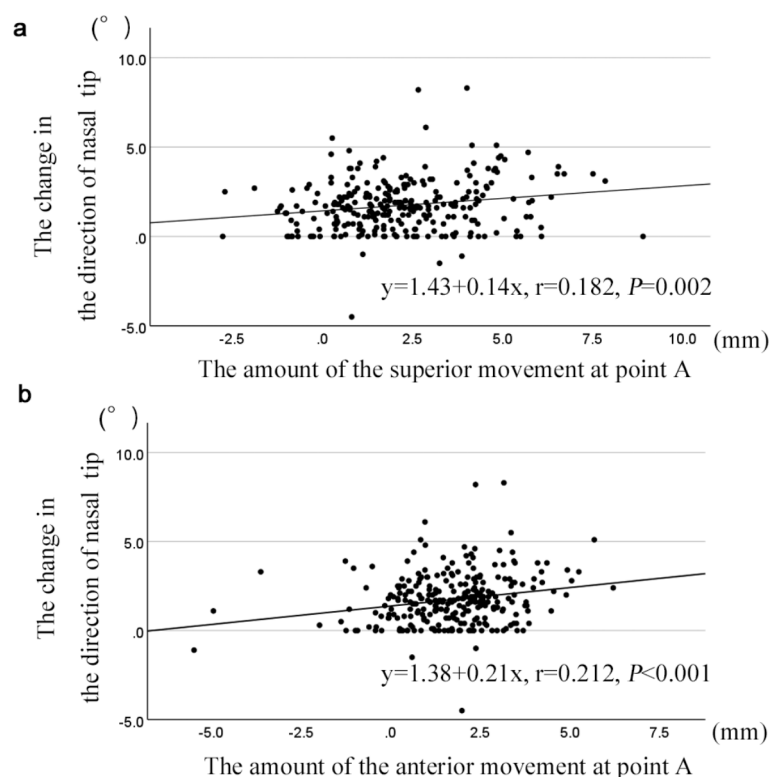 a
(° )
The change in
the direction of nasal tip
10.0
5.0
.0
-5.0
-2.5
.0
2.5
5.0
7.5
10.0
(mm)
y=1.43+0.14x, r=0.182, P=0.002
The amount of the superior movement at point A
b
(° )
The change in
the direction of nasal tip
10.0
5.0
.0
-5.0
-5.0
-2.5
.0
2.5
5.0
7.5
(mm)
y=1.38+0.21x, r=0.212, P<0.001
The amount of the anterior movement at point A